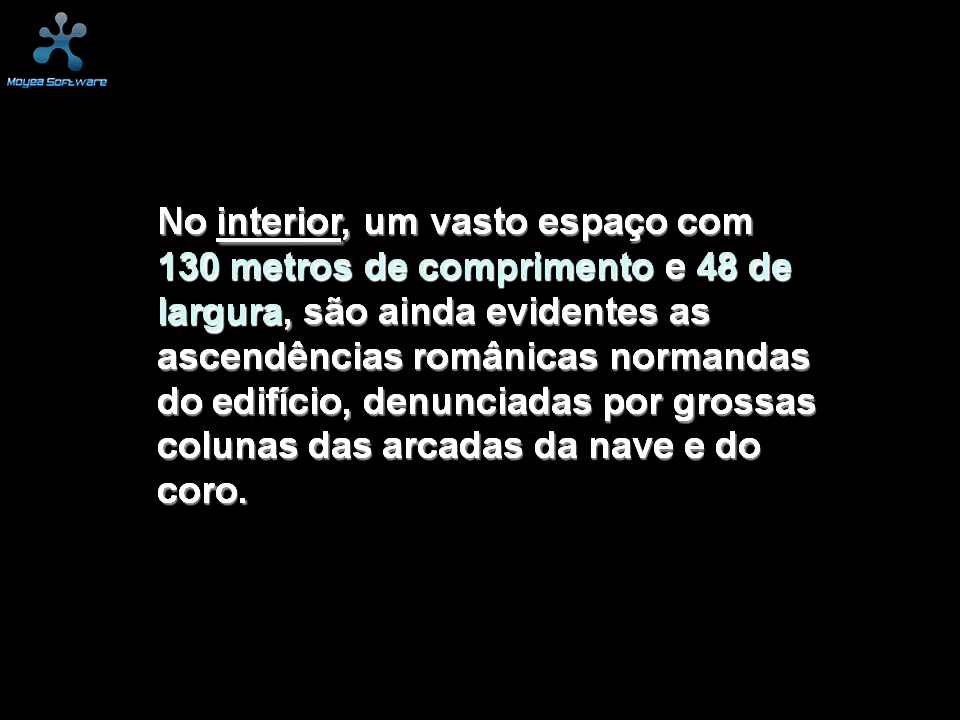 Moyea Software
No interior, um vasto espaço com
130 metros de comprimento e 48 de
largura, são ainda evidentes as
ascendências românicas normandas
do edifício, denunciadas por grossas
colunas das arcadas da nave e do
coro.